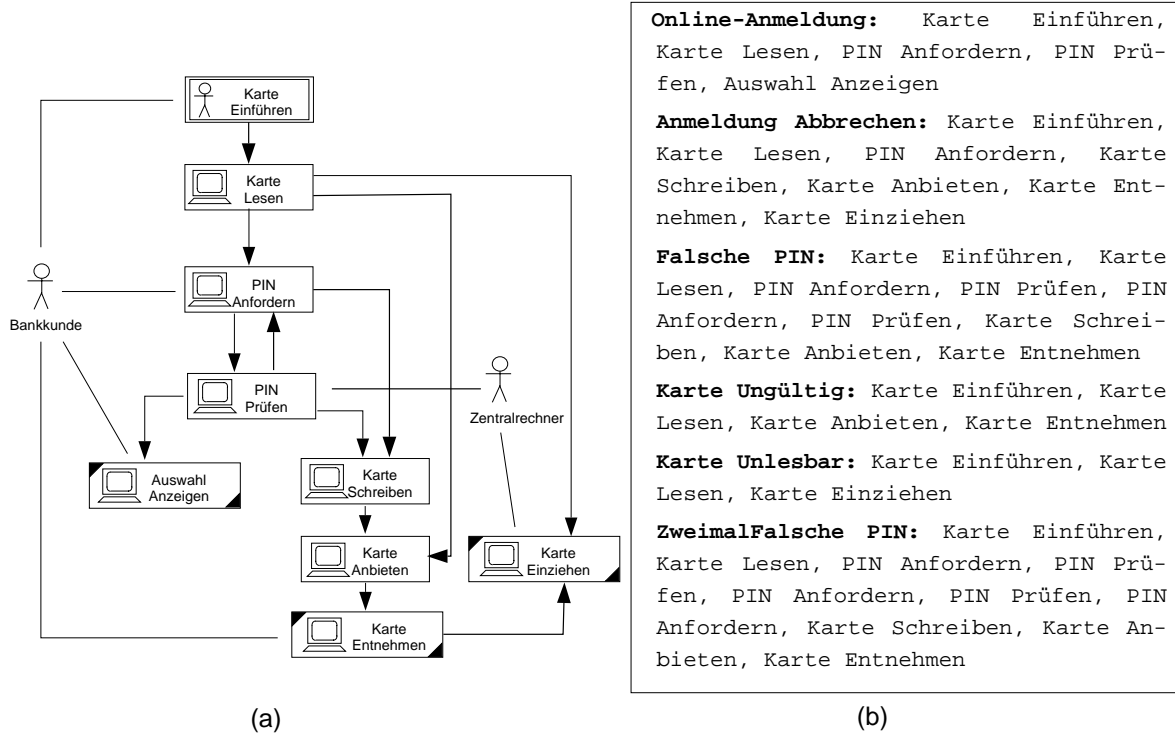 Karte
Einführen
Karte
Lesen
PIN
Anfordern
Bankkunde
PIN
Prüfen
Zentralrechner
Auswahl
Anzeigen
Karte
Schreiben
Karte
Anbieten
Karte
Einziehen
Karte
Entnehmen
(a)
Online-Anmeldung: Karte Einführen,
Karte Lesen, PIN Anfordern, PIN Prü-
fen, Auswahl Anzeigen
Anmeldung Abbrechen: Karte Einführen,
Karte Lesen, PIN Anfordern, Karte
Schreiben, Karte Anbieten, Karte Ent-
nehmen, Karte Einziehen
Falsche PIN: Karte Einführen, Karte
Lesen, PIN Anfordern, PIN Prüfen, PIN
Anfordern, PIN Prüfen, Karte Schrei-
ben, Karte Anbieten, Karte Entnehmen
Karte Ungültig: Karte Einführen, Karte
Lesen, Karte Anbieten, Karte Entnehmen
Karte Unlesbar: Karte Einführen, Karte
Lesen, Karte Einziehen
ZweimalFalsche PIN: Karte Einführen,
Karte Lesen, PIN Anfordern, PIN Prü-
fen, PIN Anfordern, PIN Prüfen, PIN
Anfordern, Karte Schreiben, Karte An-
bieten, Karte Entnehmen
(b)